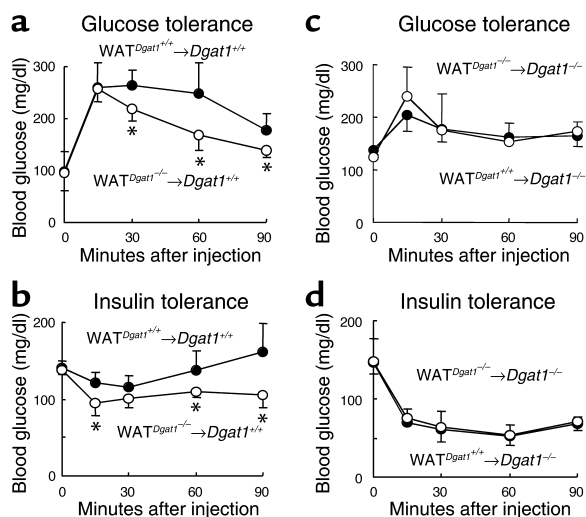 a
Glucose tolerance
WAT^Dgat1+/+→Dgat1+/+
300
200
100
0
Blood glucose (mg/dl)
*
*
*
WAT^Dgat1−/−→Dgat1+/+
0 30 60 90
Minutes after injection
c
Glucose tolerance
WAT^Dgat1−/−→Dgat1−/−
300
200
100
0
Blood glucose (mg/dl)
WAT^Dgat1+/+→Dgat1−/−
0 30 60 90
Minutes after injection
b
Insulin tolerance
WAT^Dgat1+/+→Dgat1+/+
200
100
0
Blood glucose (mg/dl)
*
*
*
WAT^Dgat1−/−→Dgat1+/+
0 30 60 90
Minutes after injection
d
Insulin tolerance
WAT^Dgat1−/−→Dgat1−/−
200
100
0
Blood glucose (mg/dl)
WAT^Dgat1+/+→Dgat1−/−
0 30 60 90
Minutes after injection